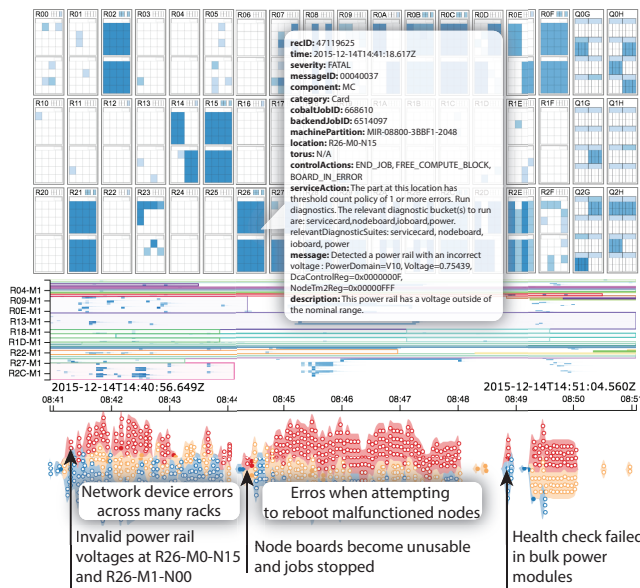 R00 R01 R02 R03 R04 R05 R06 R07 R08 R09 R0A R0B R0C R0D R0E R0F Q0G Q0H
recID: 47119625
time: 2015-12-14T14:41:18.617Z
severity: FATAL
messageID: 00040037
component: MC
category: Card
cobaltJobID: 668610
backendJobID: 6514097
machinePartition: MIR-08800-3BBF1-2048
location: R26-M0-N15
torus: N/A
controlActions: END_JOB, FREE_COMPUTE_BLOCK,
BOARD_IN_ERROR
serviceAction: The part at this location has
threshold count policy of 1 or more errors. Run
diagnostics. The relevant diagnostic bucket(s) to run
are: servicecard,nodeboard,ioboard,power.
relevantDiagnosticSuites: servicecard, nodeboard,
ioboard, power
message: Detected a power rail with an incorrect
voltage : PowerDomain=V10, Voltage=0.75439,
DcaControlReg=0x0000000F,
NodeTm2Reg=0x00000FFF
description: This power rail has a voltage outside of
the nominal range.
R10 R11 R12 R13 R14 R15 R16 R17 R1E R1F Q1G Q1H
R20 R21 R22 R23 R24 R25 R26 R27 R2E R2F Q2G Q2H
R04-M1
R09-M1
R0E-M1
R13-M1
R18-M1
R1D-M1
R22-M1
R27-M1
R2C-M1
2015-12-14T14:40:56.649Z 2015-12-14T14:51:04.560Z
08:41 08:42 08:43 08:44 08:45 08:46 08:47 08:48 08:49 08:50 08:51
Network device errors
across many racks
Erros when attempting
to reboot malfunctioned nodes
Invalid power rail
voltages at R26-M0-N15
and R26-M1-N00
Node boards become unusable
and jobs stopped
Health check failed
in bulk power
modules